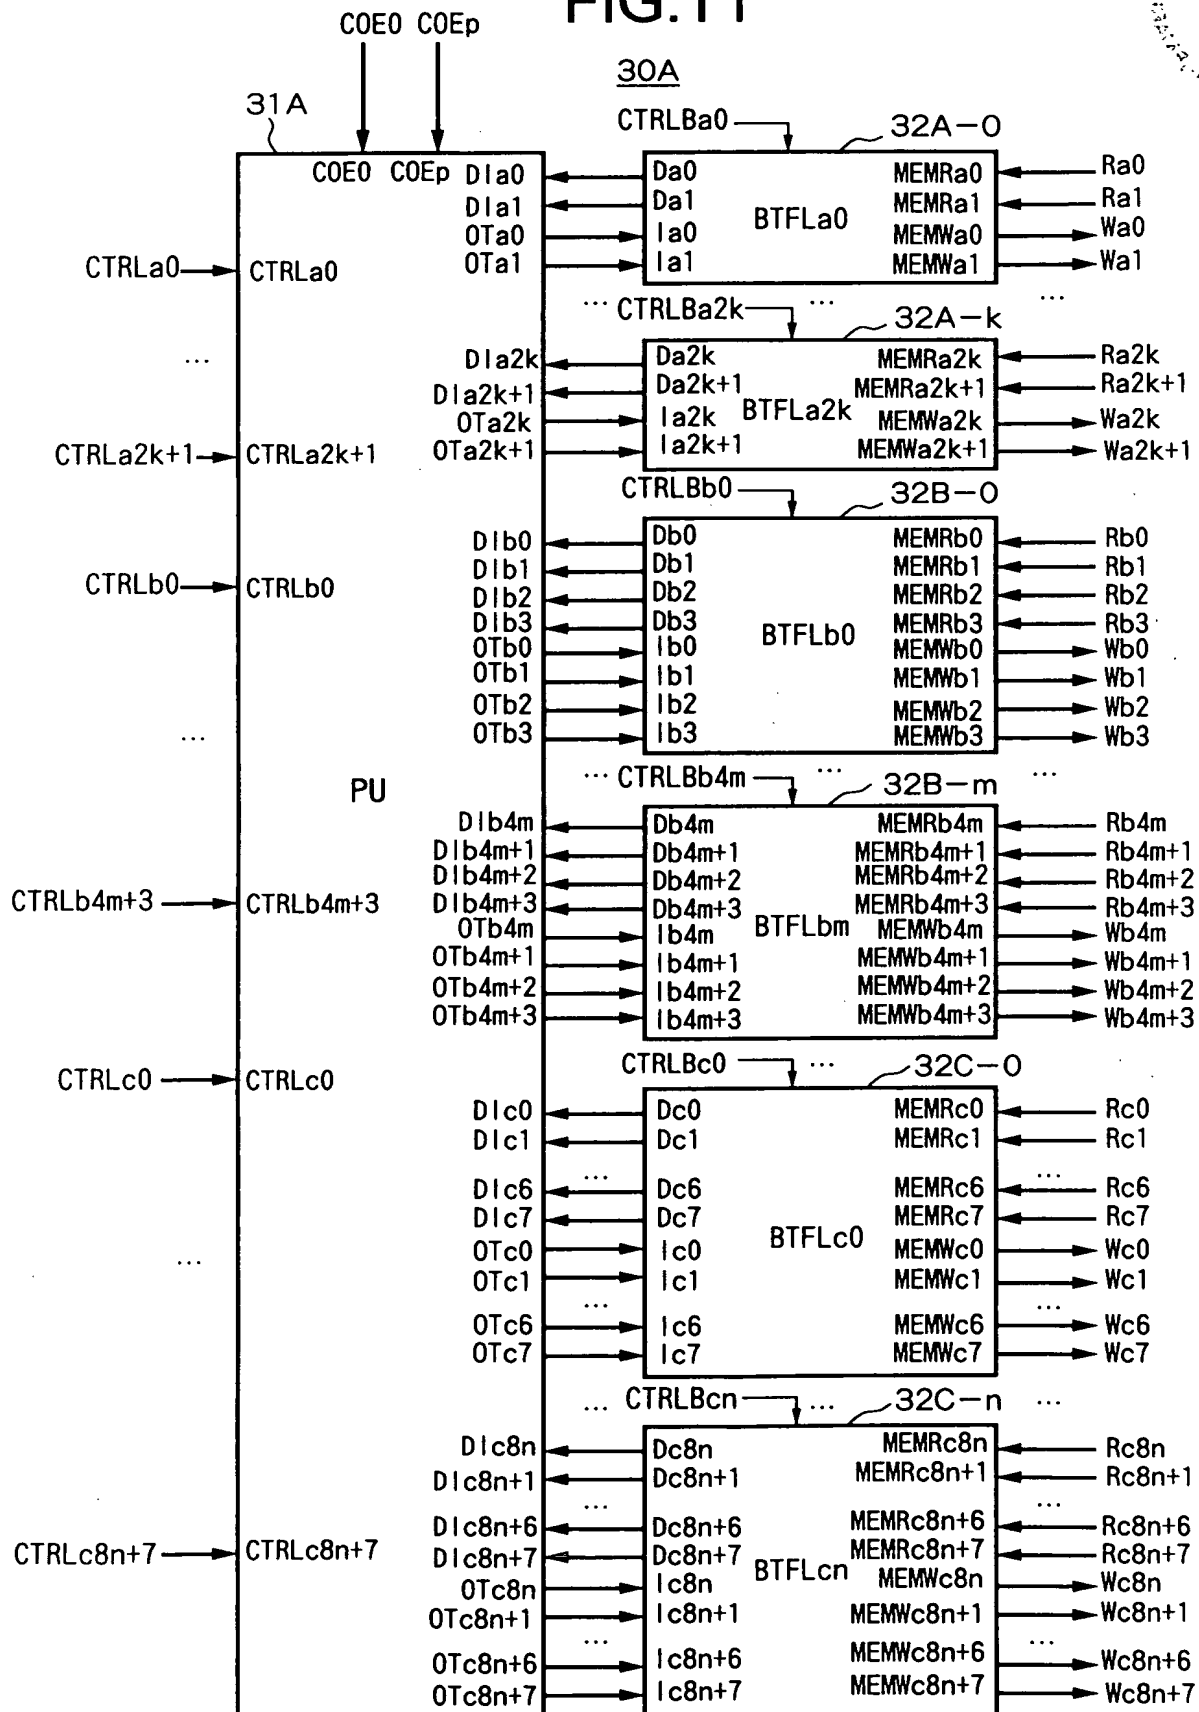 FIG.11
COE0 COEp
30A
31A
CTRLBa0
32A-0
COE0 COEp DIa0 Da0 MEMRa0 Ra0
DIa1 Da1 BTFLa0 MEMRa1 Ra1
OTa0 Ia0 MEMWa0 Wa0
CTRLa0 CTRLa0 OTa1 Ia1 MEMWa1 Wa1
... CTRLBa2k ... ...
32A-k
... DIa2k Da2k MEMRa2k Ra2k
DIa2k+1 Da2k+1 MEMRa2k+1 Ra2k+1
OTa2k Ia2k BTFLa2k MEMWa2k Wa2k
CTRLa2k+1 CTRLa2k+1 OTa2k+1 Ia2k+1 MEMWa2k+1 Wa2k+1
CTRLBb0 32B-0
DIb0 Db0 MEMRb0 Rb0
DIb1 Db1 MEMRb1 Rb1
CTRLb0 CTRLb0 DIb2 Db2 MEMRb2 Rb2
DIb3 Db3 MEMRb3 Rb3
OTb0 Ib0 BTFLb0 MEMWb0 Wb0
OTb1 Ib1 MEMWb1 Wb1
OTb2 Ib2 MEMWb2 Wb2
... OTb3 Ib3 MEMWb3 Wb3
... CTRLBb4m ... ...
32B-m
PU
DIb4m Db4m MEMRb4m Rb4m
DIb4m+1 Db4m+1 MEMRb4m+1 Rb4m+1
DIb4m+2 Db4m+2 MEMRb4m+2 Rb4m+2
CTRLb4m+3 CTRLb4m+3 DIb4m+3 Db4m+3 MEMRb4m+3 Rb4m+3
OTb4m Ib4m BTFLbm MEMWb4m Wb4m
OTb4m+1 Ib4m+1 MEMWb4m+1 Wb4m+1
OTb4m+2 Ib4m+2 MEMWb4m+2 Wb4m+2
OTb4m+3 Ib4m+3 MEMWb4m+3 Wb4m+3
CTRLBc0 ... 32C-0
CTRLc0 CTRLc0
DIc0 Dc0 MEMRc0 Rc0
DIc1 Dc1 MEMRc1 Rc1
... ...
DIc6 Dc6 MEMRc6 Rc6
DIc7 Dc7 MEMRc7 Rc7
OTc0 Ic0 BTFLc0 MEMWc0 Wc0
... OTc1 Ic1 MEMWc1 Wc1
... ...
OTc6 Ic6 MEMWc6 Wc6
OTc7 Ic7 MEMWc7 Wc7
... CTRLBcn ... 32C-n ...
DIc8n Dc8n MEMRc8n Rc8n
DIc8n+1 Dc8n+1 MEMRc8n+1 Rc8n+1
... ...
DIc8n+6 Dc8n+6 MEMRc8n+6 Rc8n+6
CTRLc8n+7 CTRLc8n+7 DIc8n+7 Dc8n+7 MEMRc8n+7 Rc8n+7
OTc8n Ic8n BTFLcn MEMWc8n Wc8n
OTc8n+1 Ic8n+1 MEMWc8n+1 Wc8n+1
... ...
OTc8n+6 Ic8n+6 MEMWc8n+6 Wc8n+6
OTc8n+7 Ic8n+7 MEMWc8n+7 Wc8n+7